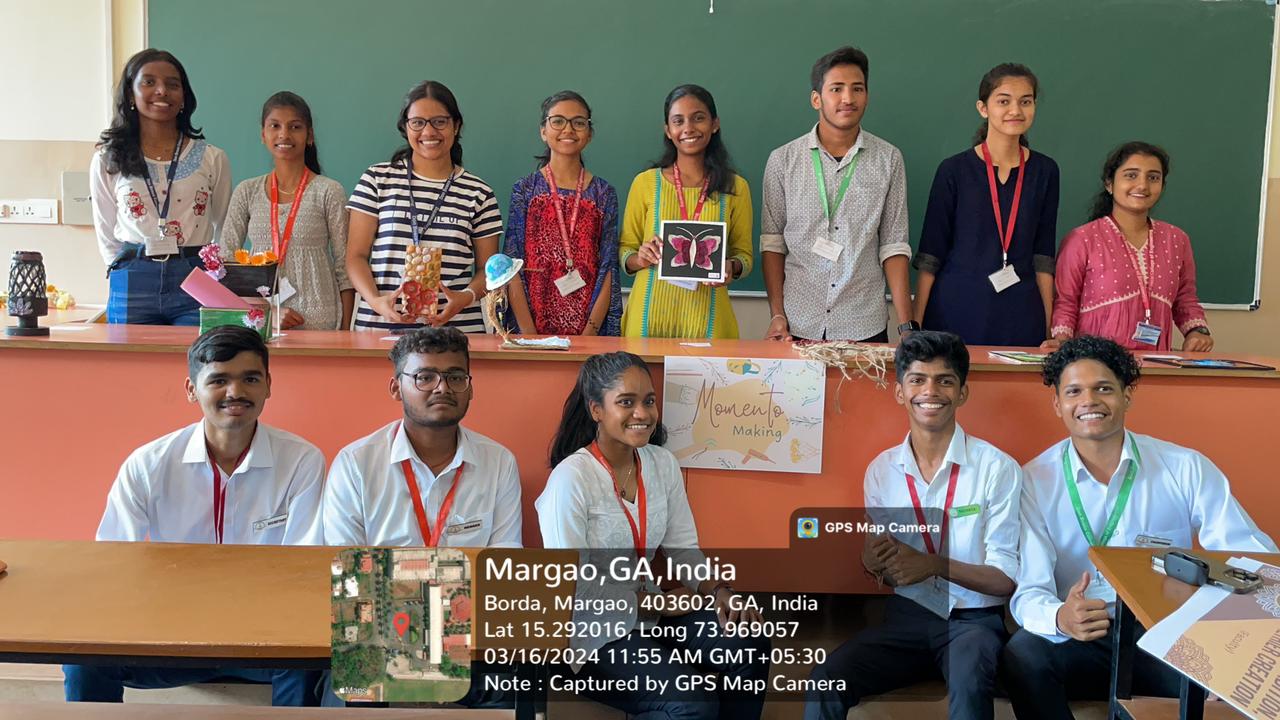 Momento
Making
GPS Map Camera
Margao,GA,India
Borda, Margao, 403602, GA, India
Lat 15.292016, Long 73.969057
03/16/2024 11:55 AM GMT+05:30
Note : Captured by GPS Map Camera
Maps